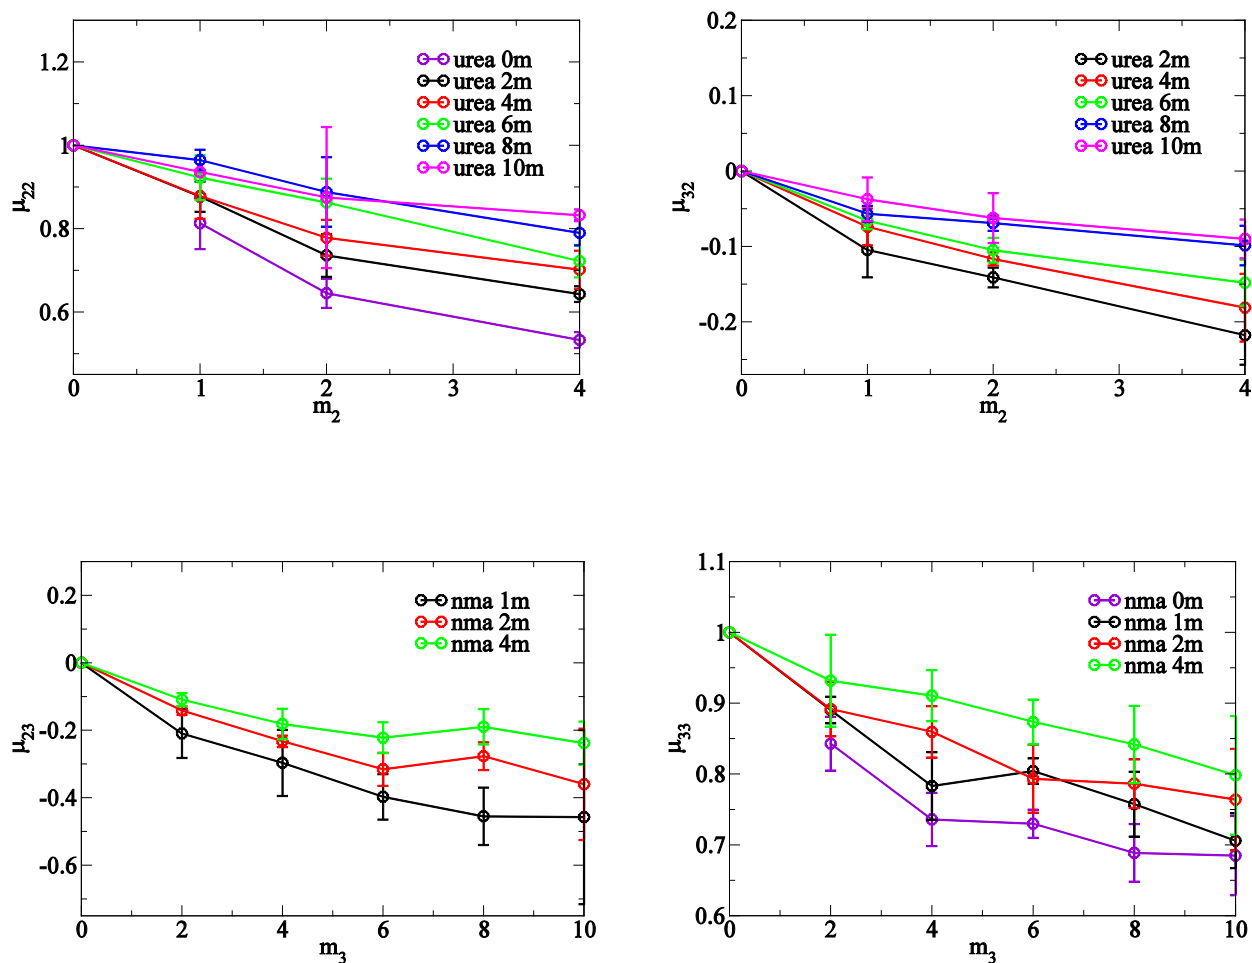 1.2
1
0.8
0.6
μ22
0 1 2 3 4
m2
urea 0m
urea 2m
urea 4m
urea 6m
urea 8m
urea 10m
0.2
0.1
0
-0.1
-0.2
μ32
0 1 2 3 4
m2
urea 2m
urea 4m
urea 6m
urea 8m
urea 10m
0.2
0
-0.2
-0.4
-0.6
μ23
0 2 4 6 8 10
m3
nma 1m
nma 2m
nma 4m
1.1
1
0.9
0.8
0.7
0.6
μ33
0 2 4 6 8 10
m3
nma 0m
nma 1m
nma 2m
nma 4m